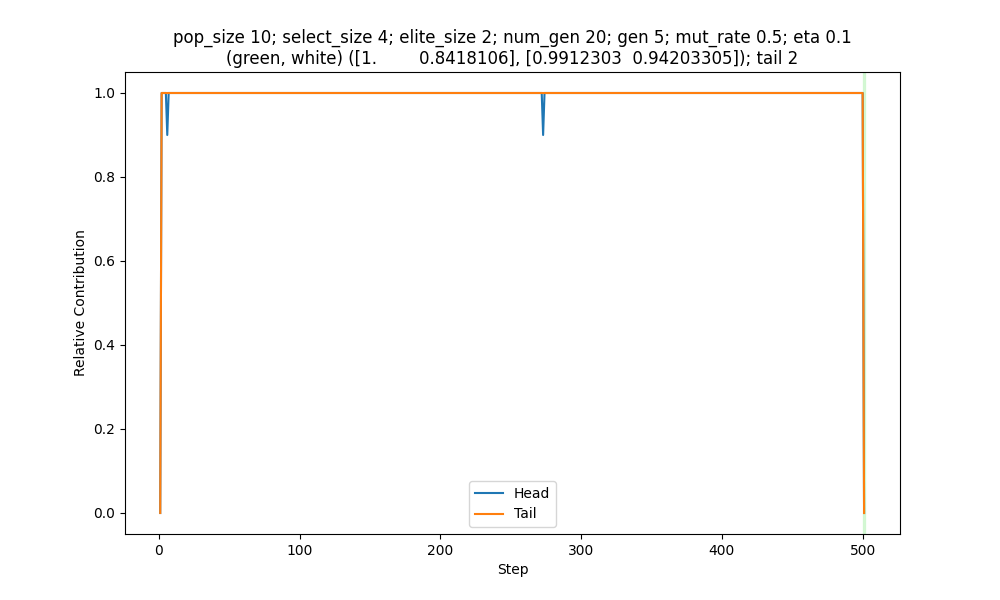 pop_size 10; select_size 4; elite_size 2; num_gen 20; gen 5; mut_rate 0.5; eta 0.1
(green, white) ([1.        0.8418106], [0.9912303  0.94203305]); tail 2
1.0
0.8
0.6
0.4
0.2
0.0
Relative Contribution
Head
Tail
0 100 200 300 400 500
Step